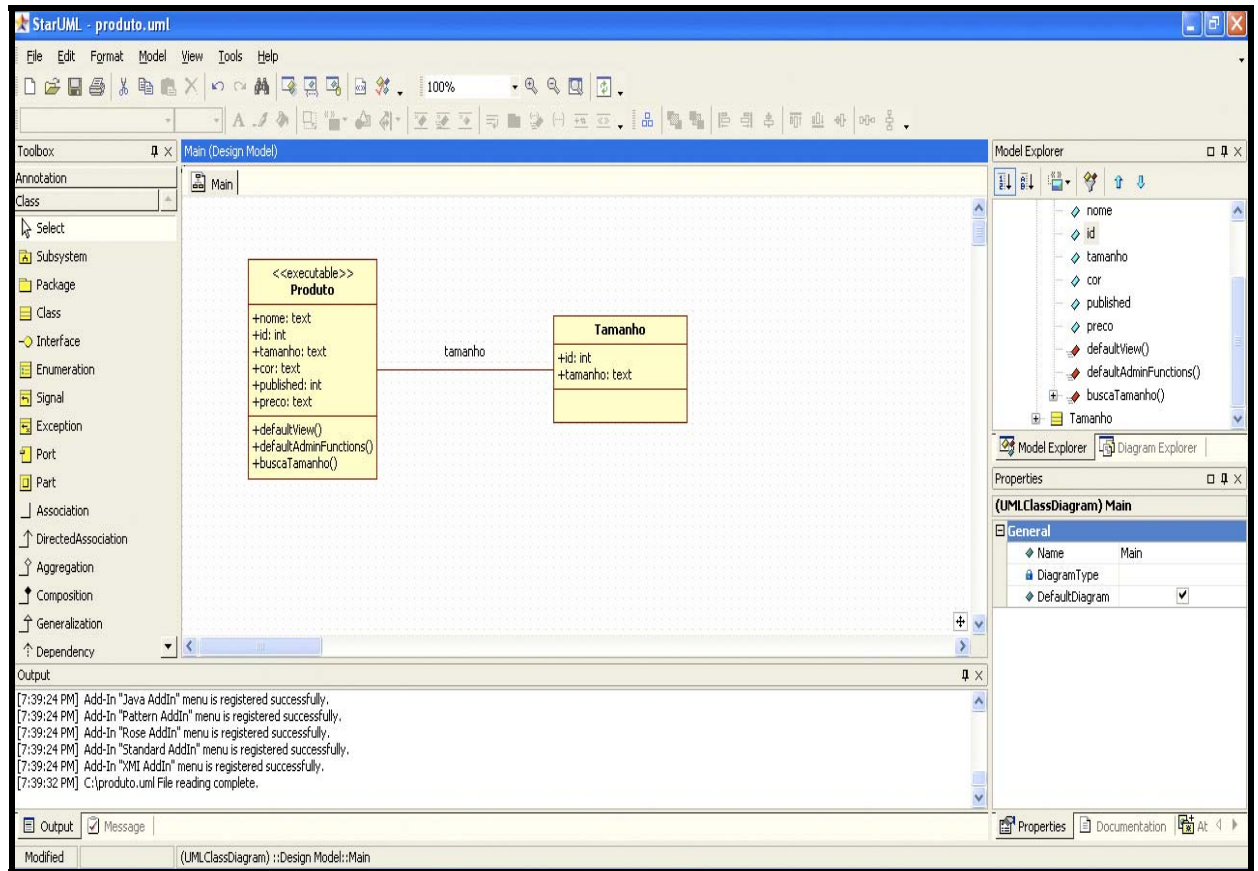 StarUML - produto.uml
File Edit Format Model View Tools Help
100%
Toolbox
Annotation
Class
Select
Subsystem
Package
Class
Interface
Enumeration
Signal
Exception
Port
Part
Association
DirectedAssociation
Aggregation
Composition
Generalization
Dependency
Main (Design Model)
Main
<<executable>>
Produto
+nome: text
+id: int
+tamanho: text
+cor: text
+published: int
+preco: text
+defaultView()
+defaultAdminFunctions()
+buscaTamanho()
tamanho
Tamanho
+id: int
+tamanho: text
Model Explorer
nome
id
tamanho
cor
published
preco
defaultView()
defaultAdminFunctions()
buscaTamanho()
Tamanho
Model Explorer Diagram Explorer
Properties
(UMLClassDiagram) Main
General
Name Main
DiagramType
DefaultDiagram
Properties Documentation At
Output
[7:39:24 PM] Add-In "Java AddIn" menu is registered successfully.
[7:39:24 PM] Add-In "Pattern AddIn" menu is registered successfully.
[7:39:24 PM] Add-In "Rose AddIn" menu is registered successfully.
[7:39:24 PM] Add-In "Standard AddIn" menu is registered successfully.
[7:39:24 PM] Add-In "XMI AddIn" menu is registered successfully.
[7:39:32 PM] C:\produto.uml File reading complete.
Output Message
Modified (UMLClassDiagram) ::Design Model::Main